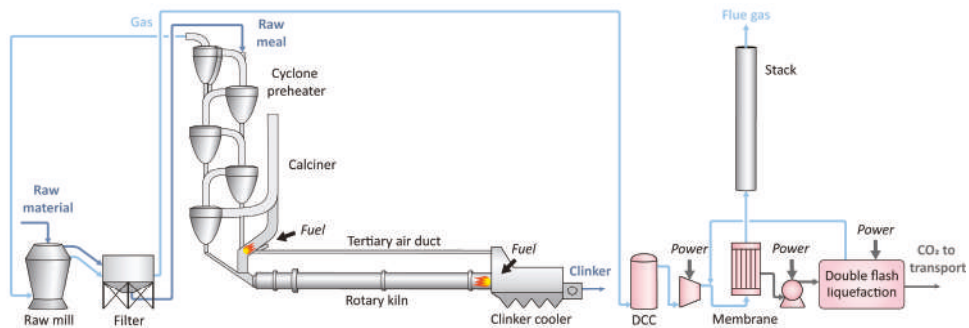 Gas
Raw
meal
Flue gas
Stack
Cyclone
preheater
Calciner
Raw
material
Fuel
Tertiary air duct
Fuel
Power
Power
Power
CO₂ to
transport
Double flash
liquefaction
Clinker
Rotary kiln
Raw mill
Filter
Clinker cooler
DCC
Membrane